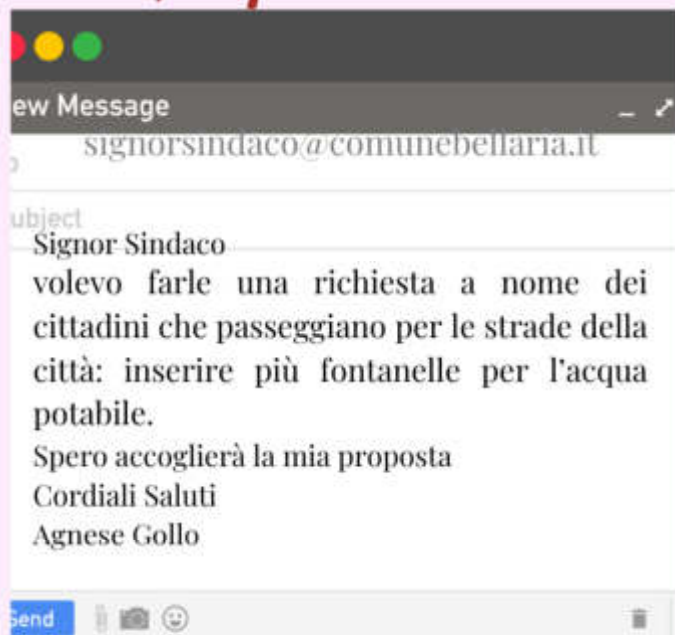 ew Message
signorsindaco@comunebellaria.it
ubject
Signor Sindaco
volevo farle una richiesta a nome dei
cittadini che passeggiano per le strade della
città: inserire più fontanelle per l'acqua
potabile.
Spero accoglierà la mia proposta
Cordiali Saluti
Agnese Gollo
Send